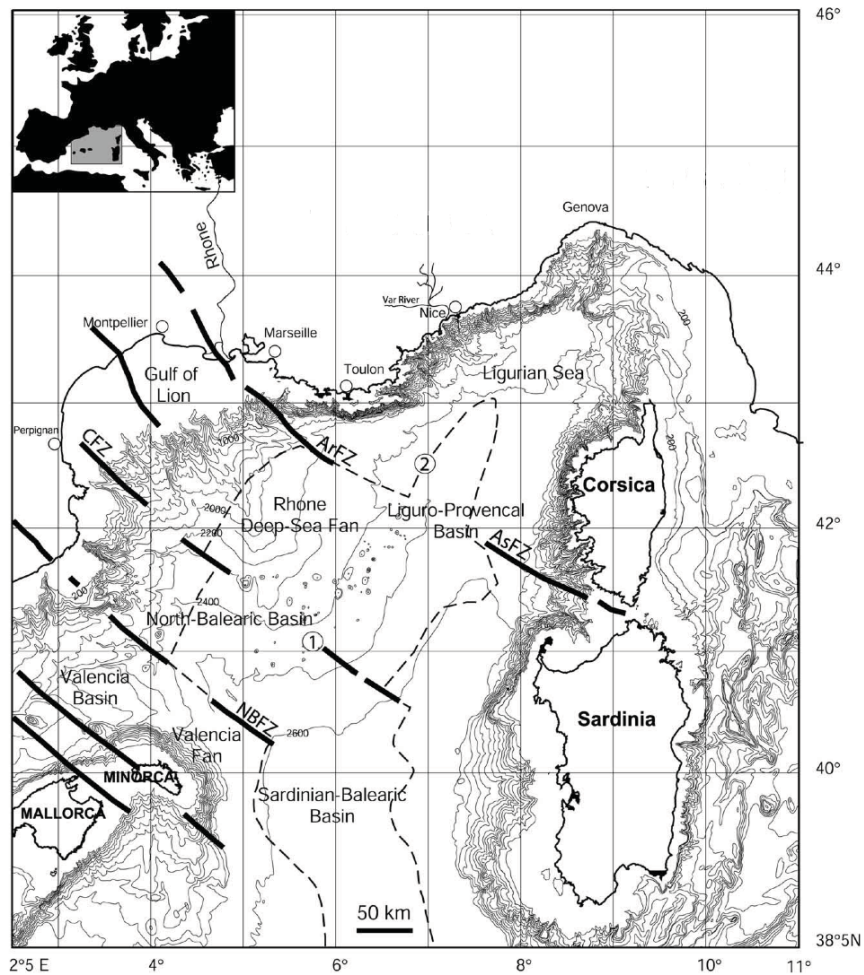 46°
Genova
Rhone
44°
Var River
Nice
Montpellier
Marseille
200
Gulf of
Lion
Toulon
Ligurian Sea
Perpignan
CFZ
1000
ArFZ
200
2
Corsica
Rhone
Deep-Sea Fan
2000
2200
Liguro-Provencal
Basin
42°
AsFZ
200
2400
North-Balearic Basin
1
Valencia
Basin
NBFZ
Valencia
Fan
2600
Sardinia
MINORCA
40°
MALLORCA
Sardinian-Balearic
Basin
50 km
38°5N
2°5 E
4°
6°
8°
10°
11°